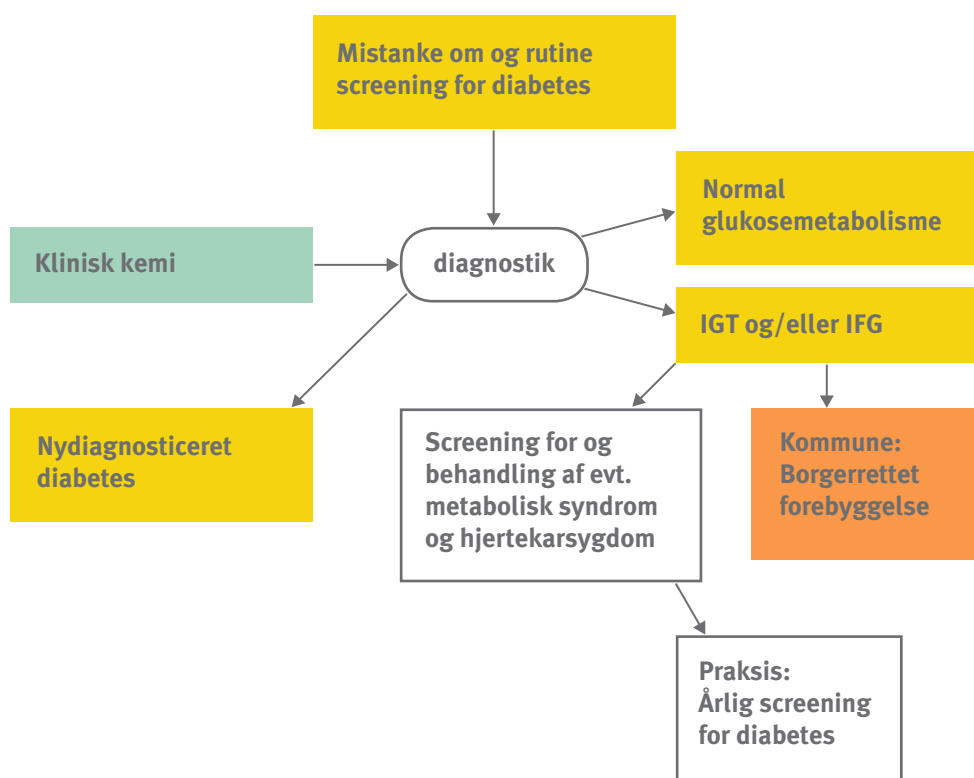 Mistanke om og rutine
screening for diabetes
Normal
glukosemetabolisme
Klinisk kemi
diagnostik
IGT og/eller IFG
Nydiagnosticeret
diabetes
Screening for og
behandling af evt.
metabolisk syndrom
og hjertekarsygdom
Kommune:
Borgerrettet
forebyggelse
Praksis:
Årlig screening
for diabetes